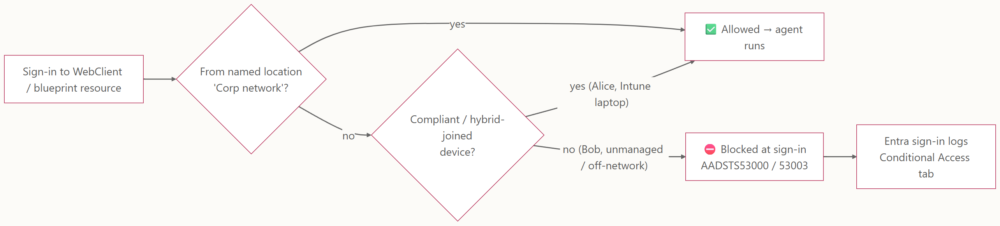 Sign-in to WebClient
/ blueprint resource
From named location
'Corp network'?
yes
no
Compliant / hybrid-
joined
device?
yes (Alice, Intune
laptop)
no (Bob, unmanaged
/ off-network)
✅ Allowed → agent
runs
⛔ Blocked at sign-in
AADSTS53000 / 53003
Entra sign-in logs
Conditional Access
tab